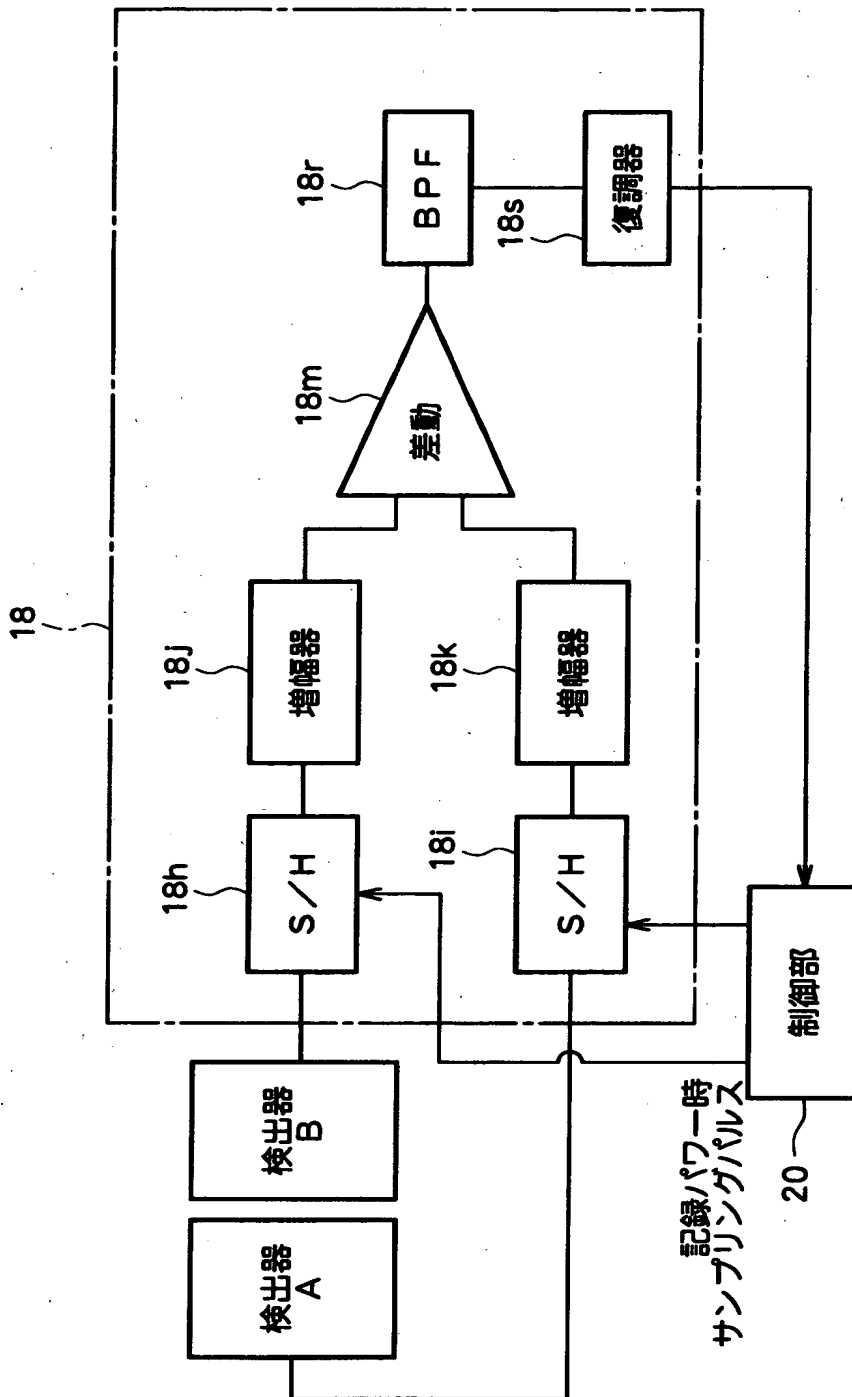 18
検出器
A
検出器
B
18h
S/H
18i
S/H
18j
増幅器
18k
増幅器
18m
差動
18r
BPF
18s
復調器
記録パワー時
サンプリングパルス
20
制御部